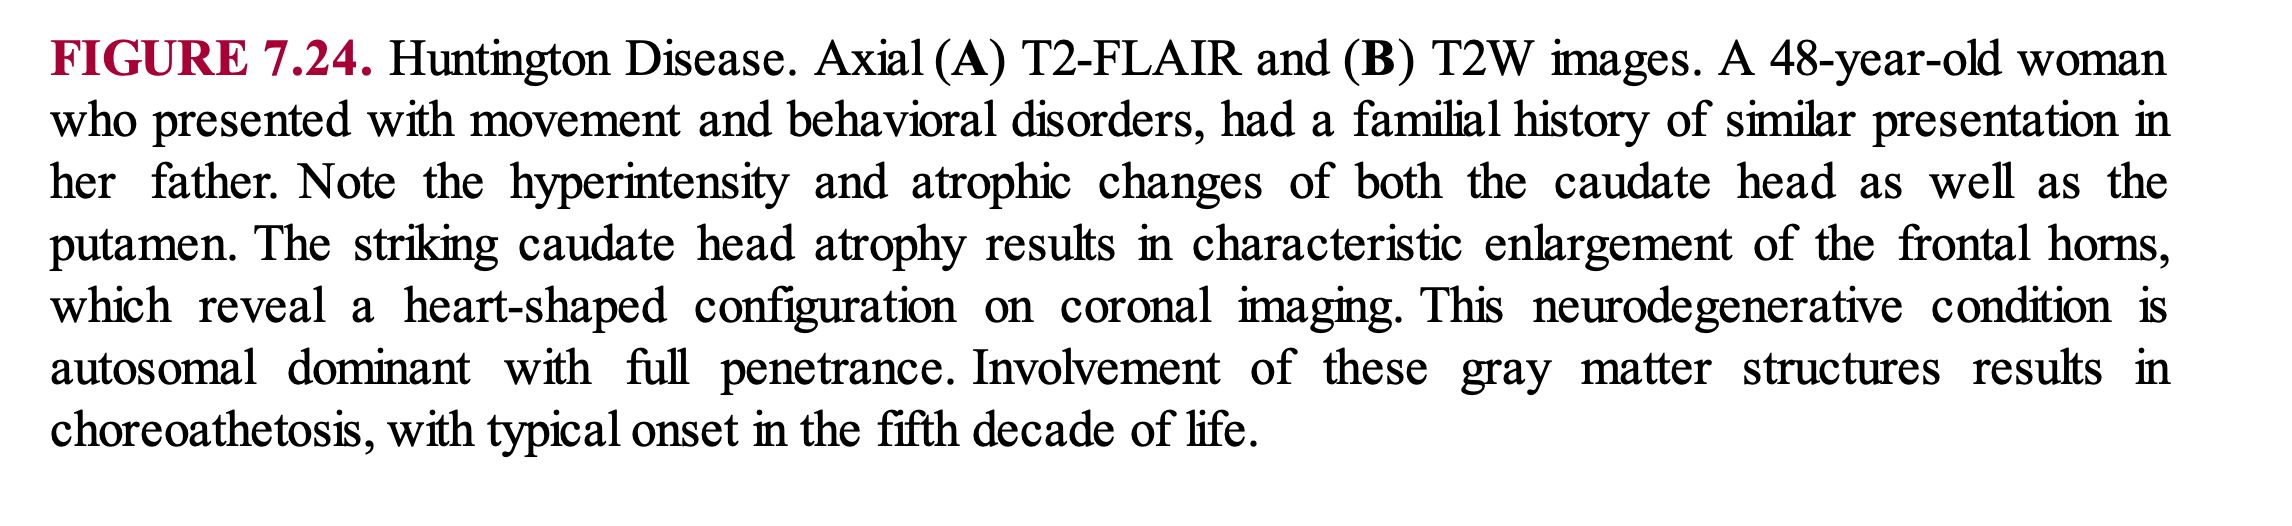 FIGURE 7.24. Huntington Disease. Axial (A) T2-FLAIR and (B) T2W images. A 48-year-old woman
who presented with movement and behavioral disorders, had a familial history of similar presentation in
her father. Note the hyperintensity and atrophic changes of both the caudate head as well as the
putamen. The striking caudate head atrophy results in characteristic enlargement of the frontal horns,
which reveal a heart-shaped configuration on coronal imaging. This neurodegenerative condition is
autosomal dominant with full penetrance. Involvement of these gray matter structures results in
choreoathetosis, with typical onset in the fifth decade of life.